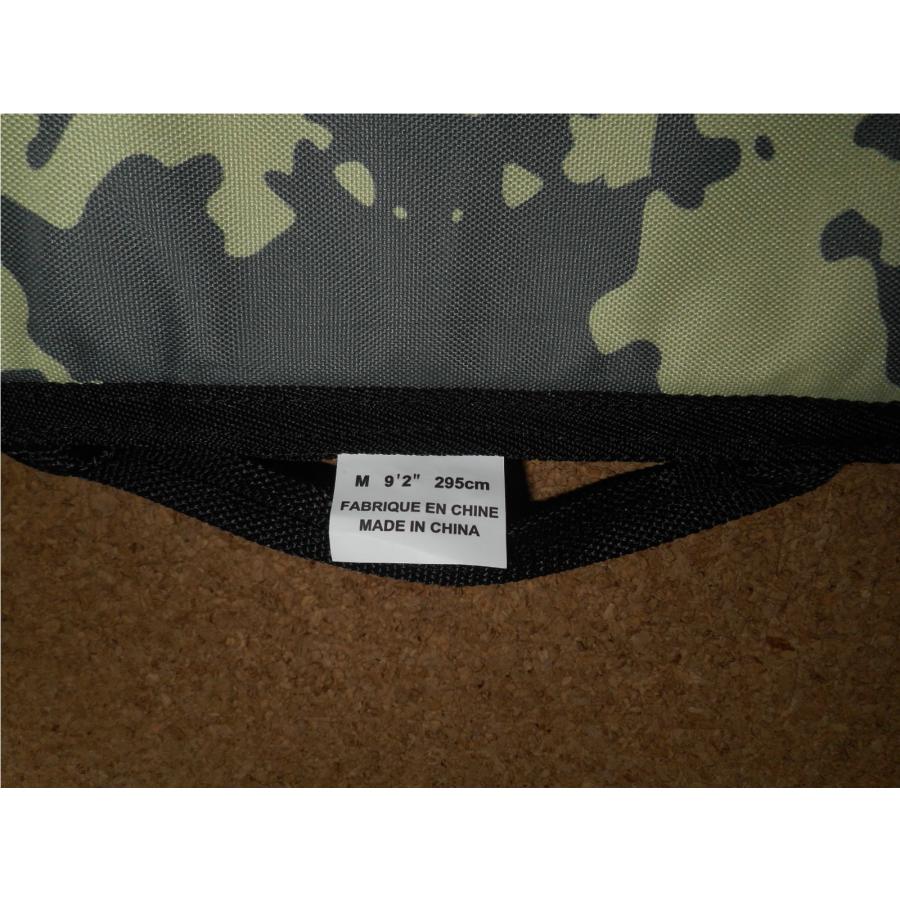 M 9'2" 295cm
FABRIQUE EN CHINE
MADE IN CHINA